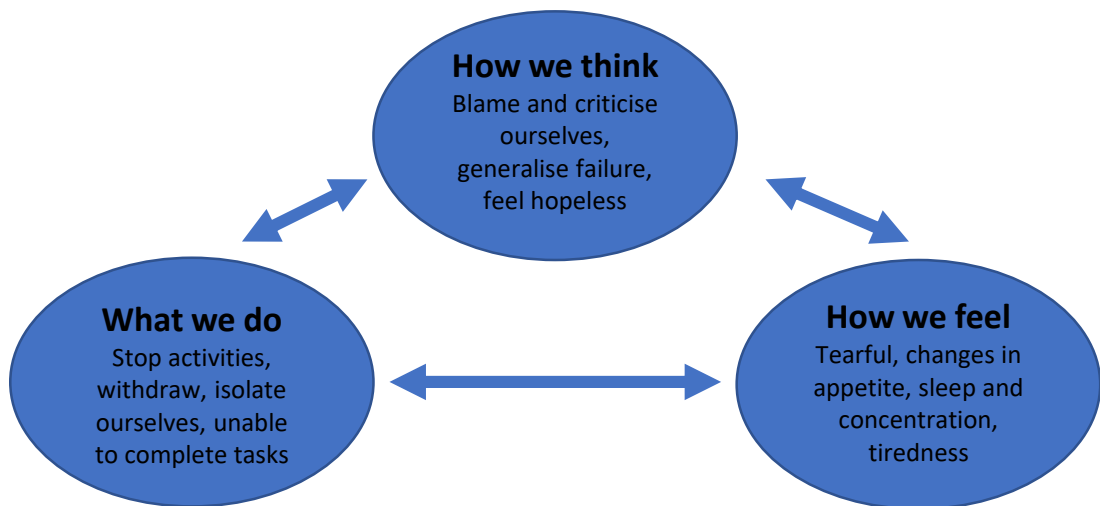 How we think
Blame and criticise
ourselves,
generalise failure,
feel hopeless
What we do
Stop activities,
withdraw, isolate
ourselves, unable
to complete tasks
How we feel
Tearful, changes in
appetite, sleep and
concentration,
tiredness